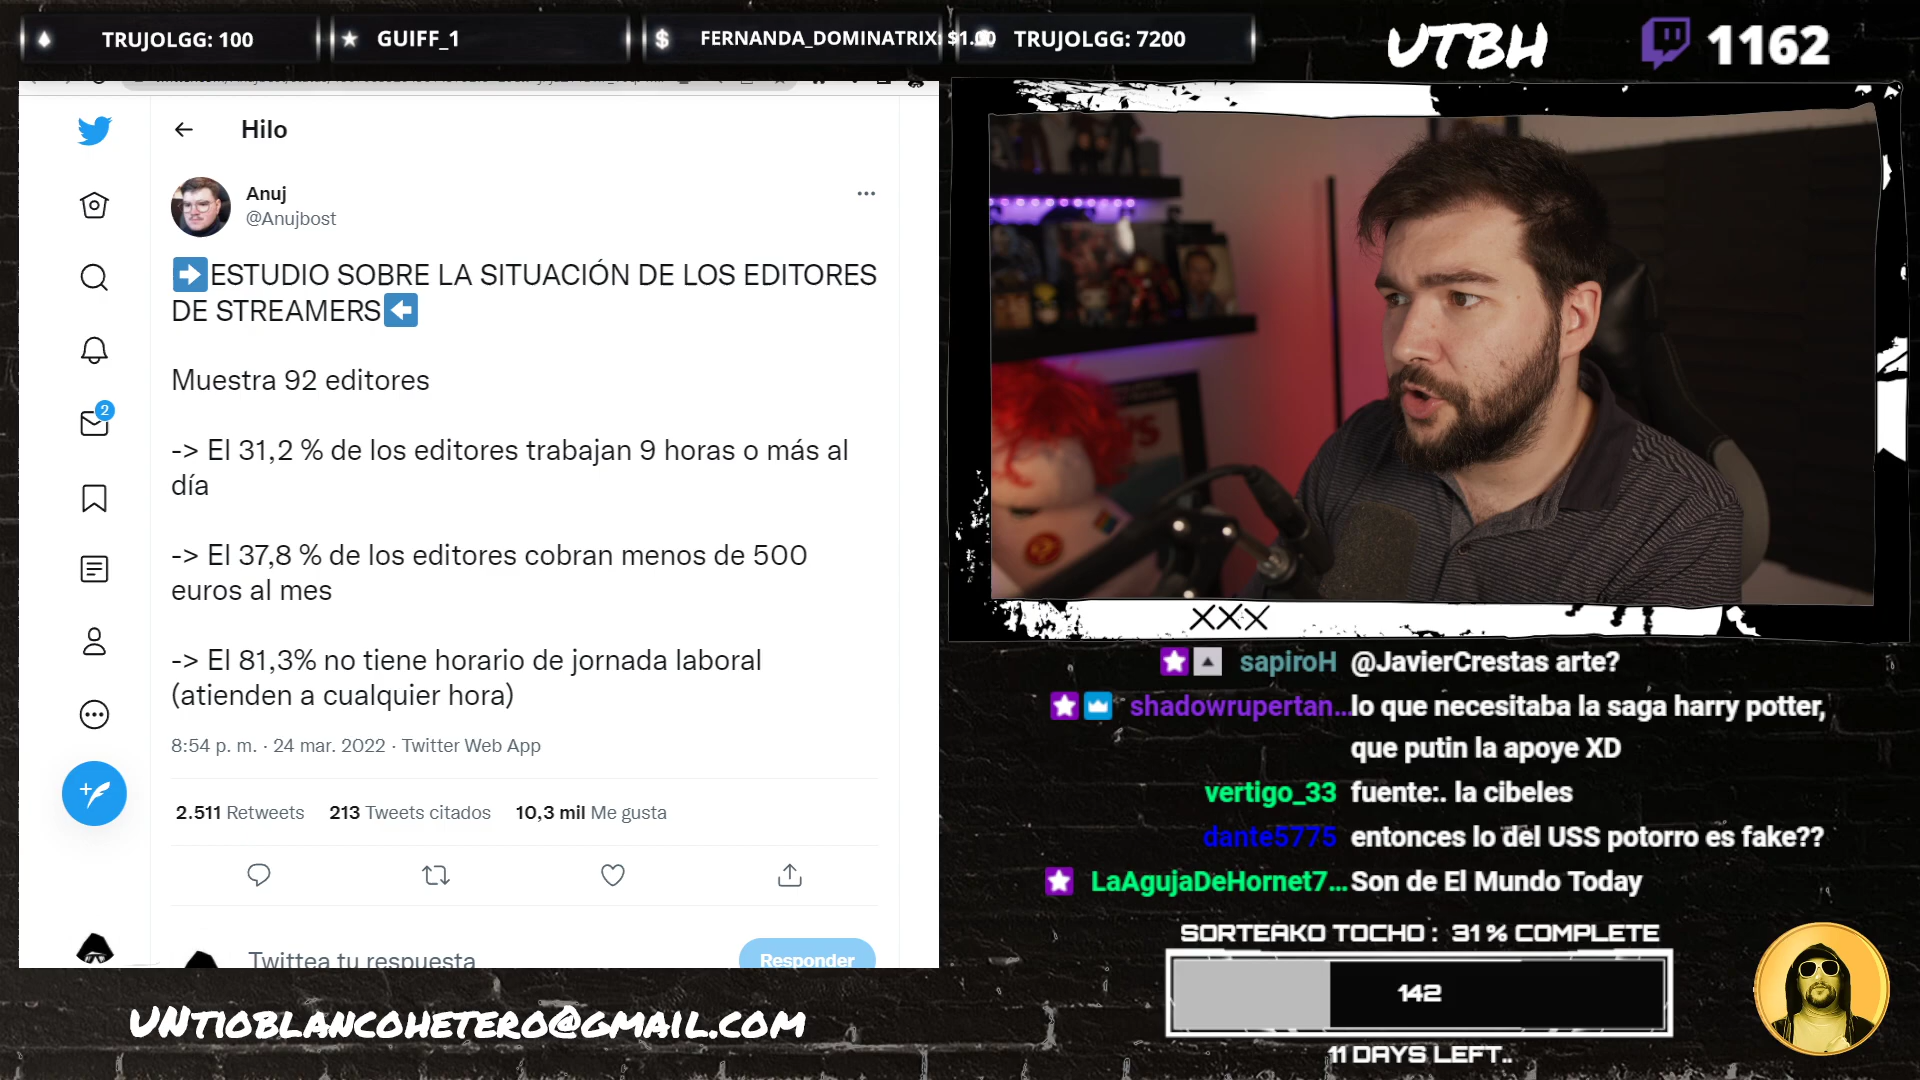 TRUJOLGG: 100
GUIFF_1
FERNANDA_DOMINATRIX: $1.00
TRUJOLGG: 7200
UTBH
1162
Hilo
Anuj
@Anujbost
ESTUDIO SOBRE LA SITUACIÓN DE LOS EDITORES
DE STREAMERS
Muestra 92 editores
-> El 31,2 % de los editores trabajan 9 horas o más al
día
-> El 37,8 % de los editores cobran menos de 500
euros al mes
-> El 81,3% no tiene horario de jornada laboral
(atienden a cualquier hora)
8:54 p. m. · 24 mar. 2022 · Twitter Web App
2.511 Retweets 213 Tweets citados 10,3 mil Me gusta
2
Twittea tu respuesta
Responder
UNTIOBLANCOHETERO@GMAIL.COM
XXX
sapiroH @JavierCrestas arte?
shadowrupertan... lo que necesitaba la saga harry potter,
que putin la apoye XD
vertigo_33 fuente:. la cibeles
dante5775 entonces lo del USS potorro es fake??
LaAgujaDeHornet7... Son de El Mundo Today
SORTEAKO TOCHO : 31 % COMPLETE
142
11 DAYS LEFT..